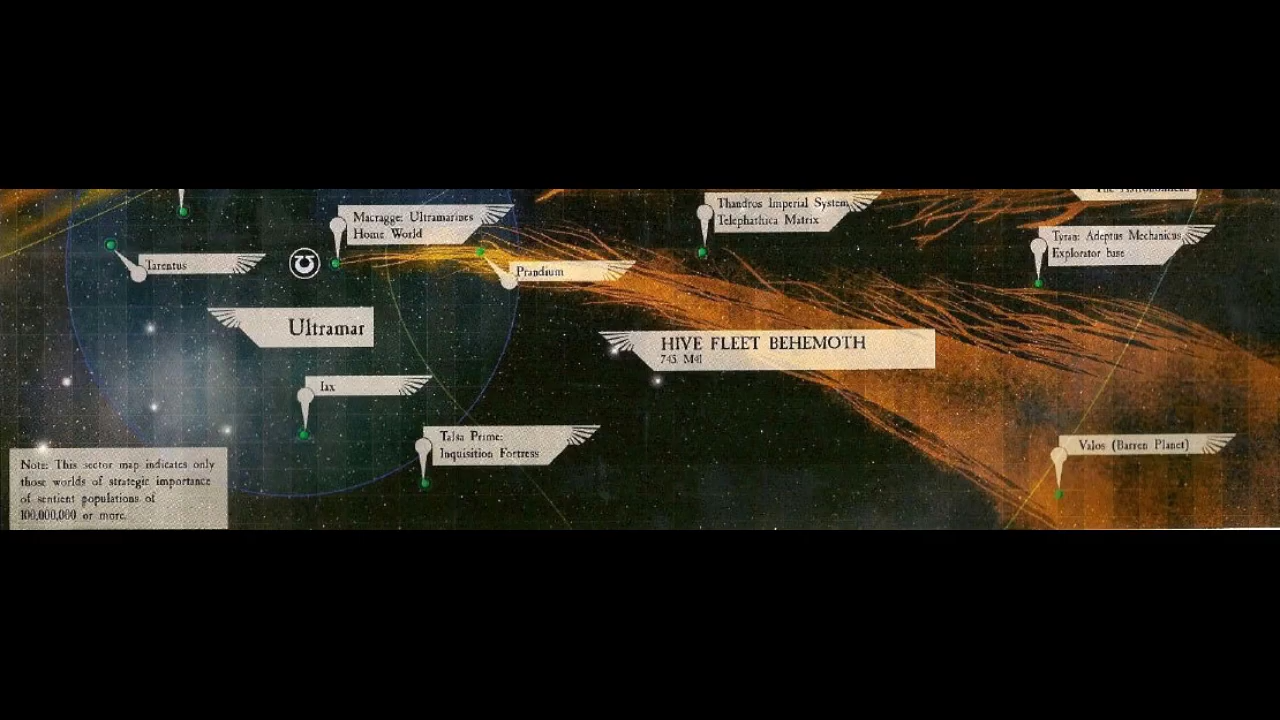 Thandros Imperial System
Telephathica Matrix
Macragge: Ultramarines
Home World
Tyran: Adeptus Mechanicus
Explorator base
Tarentus
Prandium
Ultramar
HIVE FLEET BEHEMOTH
745. M41
Iax
Talsa Prime:
Inquisition Fortress
Valos (Barren Planet)
Note: This sector map indicates only
those worlds of strategic importance
of sentient populations of
100,000,000 or more.